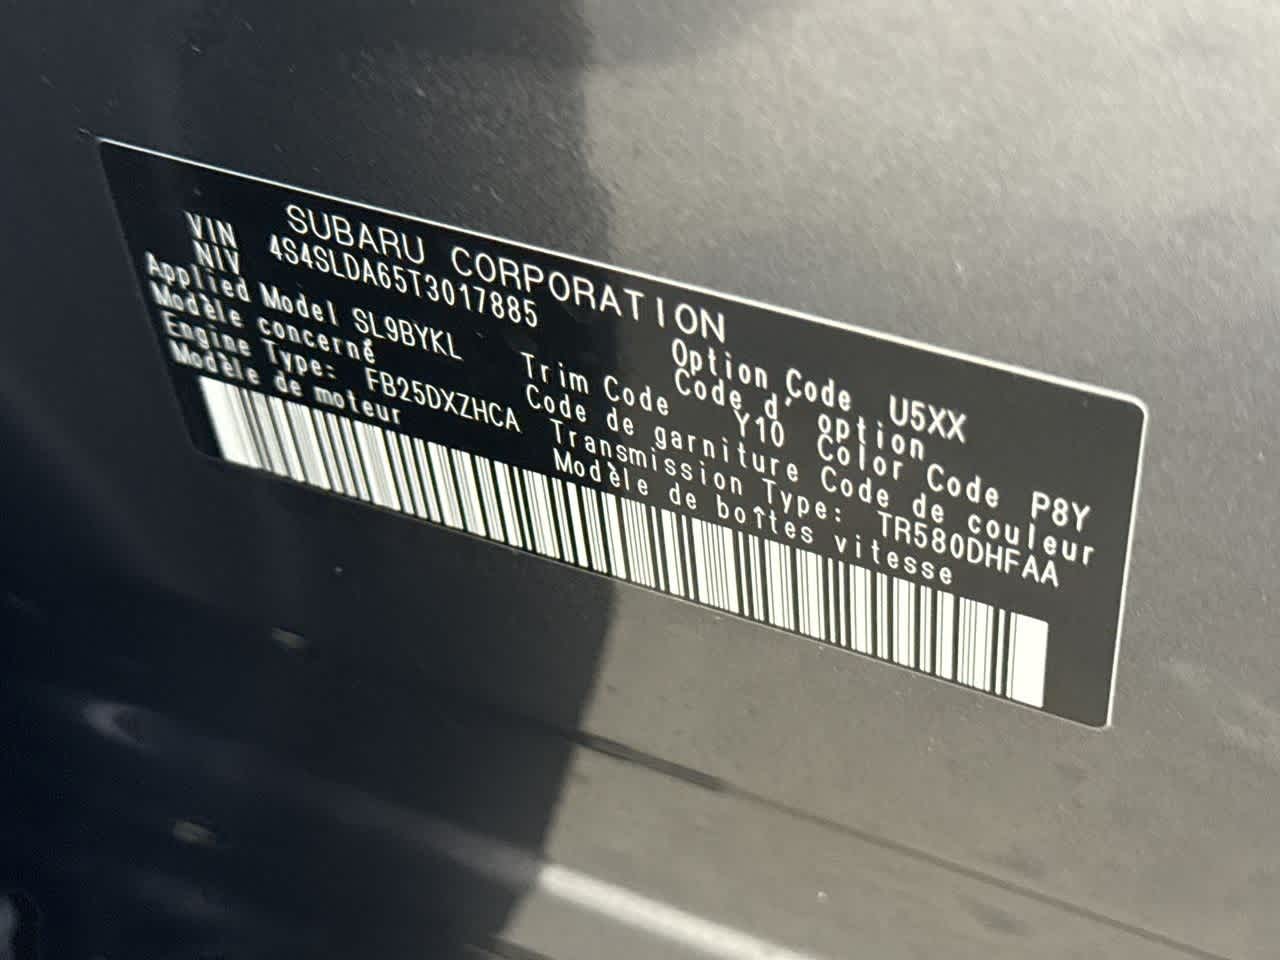 SUBARU CORPORATION
VIN
NIV 4S4SLDA65T3017885
Applied Model SL9BYKL Option Code U5XX
Modèle concerné Code d'option
Trim Code Y10 Color Code P8Y
Code de garniture Code de couleur
Engine Type: FB25DXZHCA Transmission Type: TR580DHFAA
Modèle de moteur Modèle de boîtes vitesse